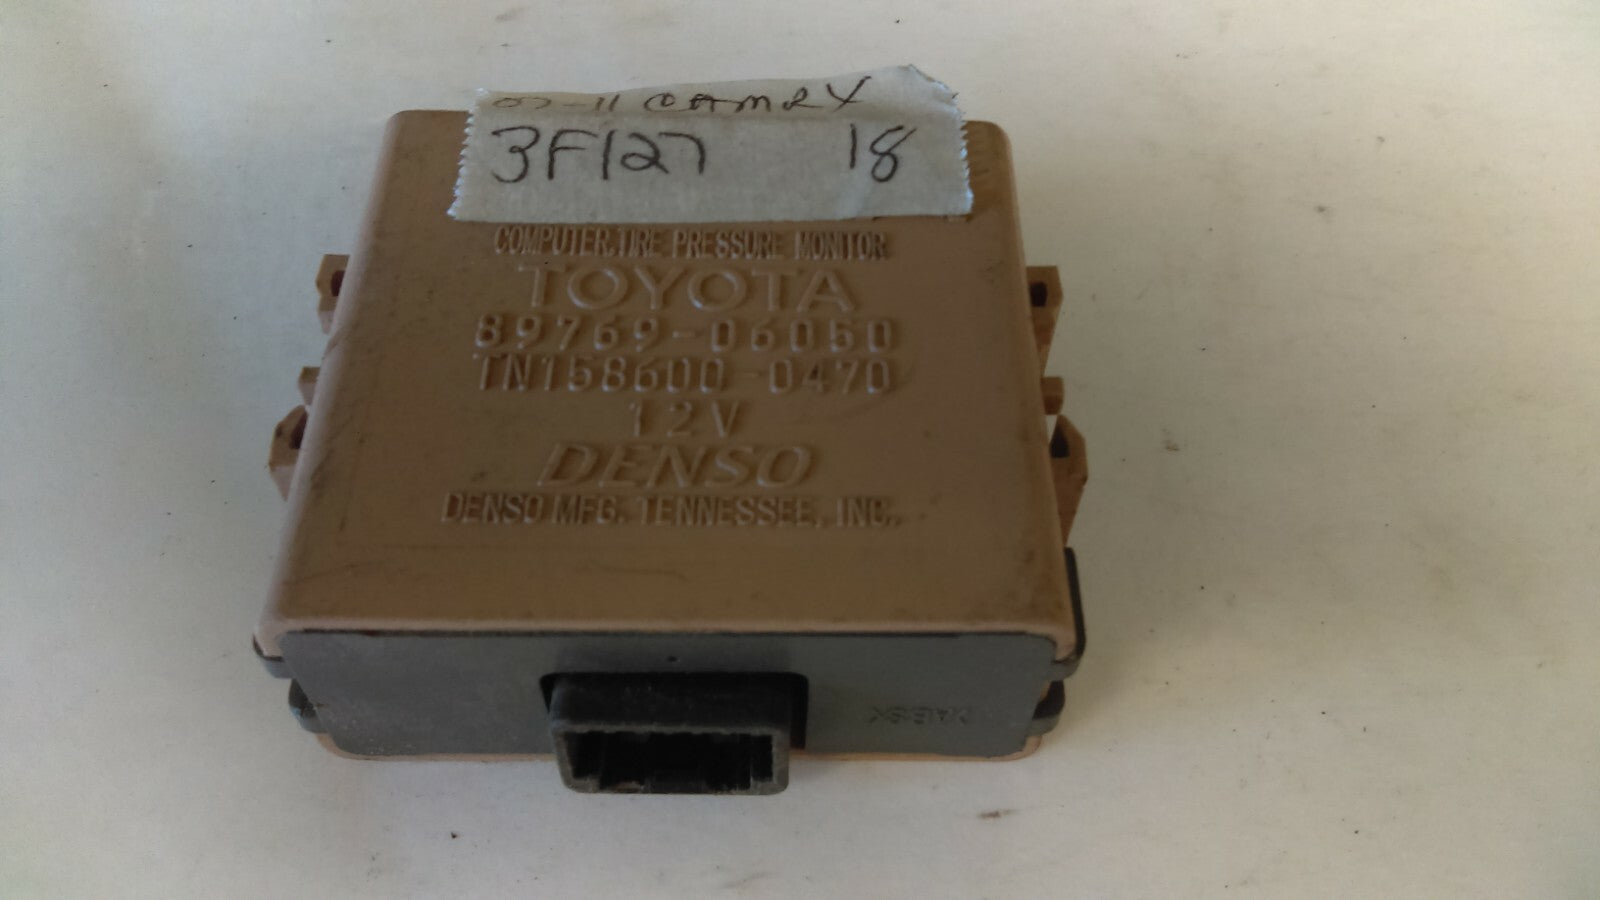 07-11 CAMRY
3F127 18
COMPUTER,TIRE PRESSURE MONITOR
TOYOTA
89769-06050
TN158600-0470
12V
DENSO
DENSO MFG. TENNESSEE, INC.